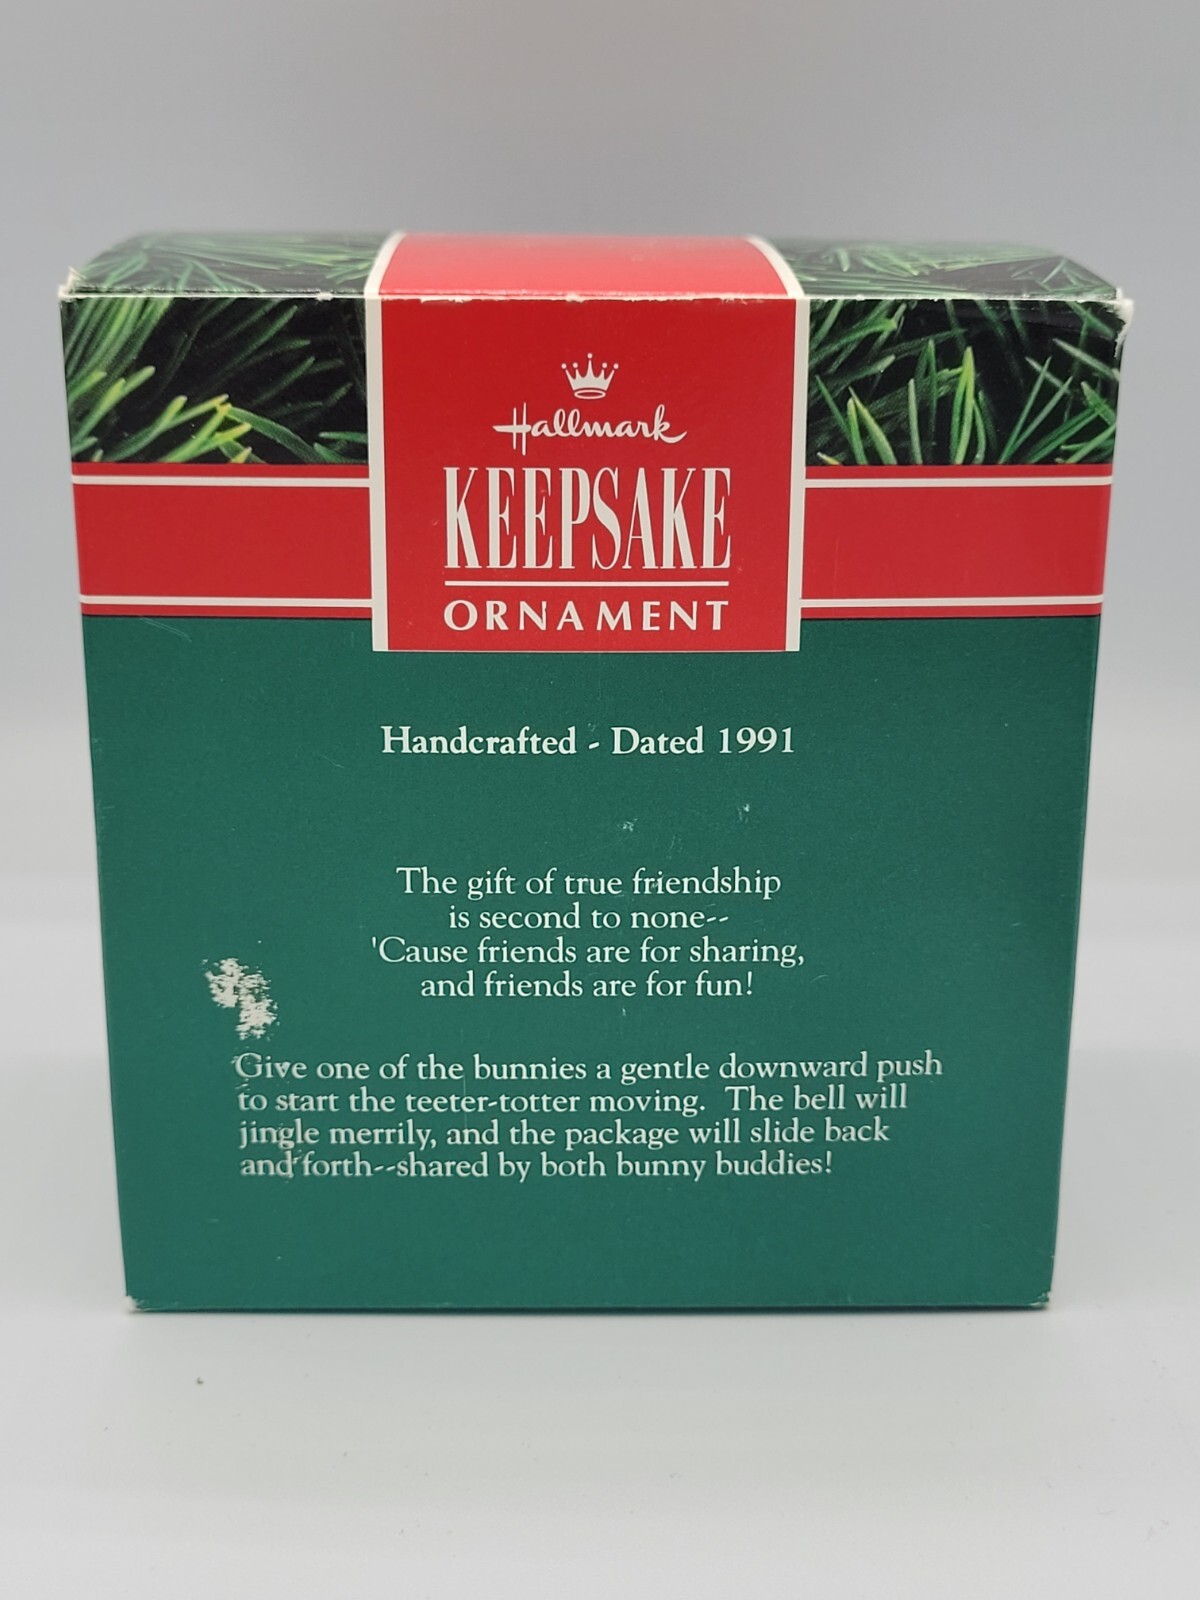 Hallmark
KEEPSAKE
ORNAMENT
Handcrafted - Dated 1991
The gift of true friendship
is second to none--
'Cause friends are for sharing,
and friends are for fun!
Give one of the bunnies a gentle downward push
to start the teeter-totter moving. The bell will
jingle merrily, and the package will slide back
and forth--shared by both bunny buddies!